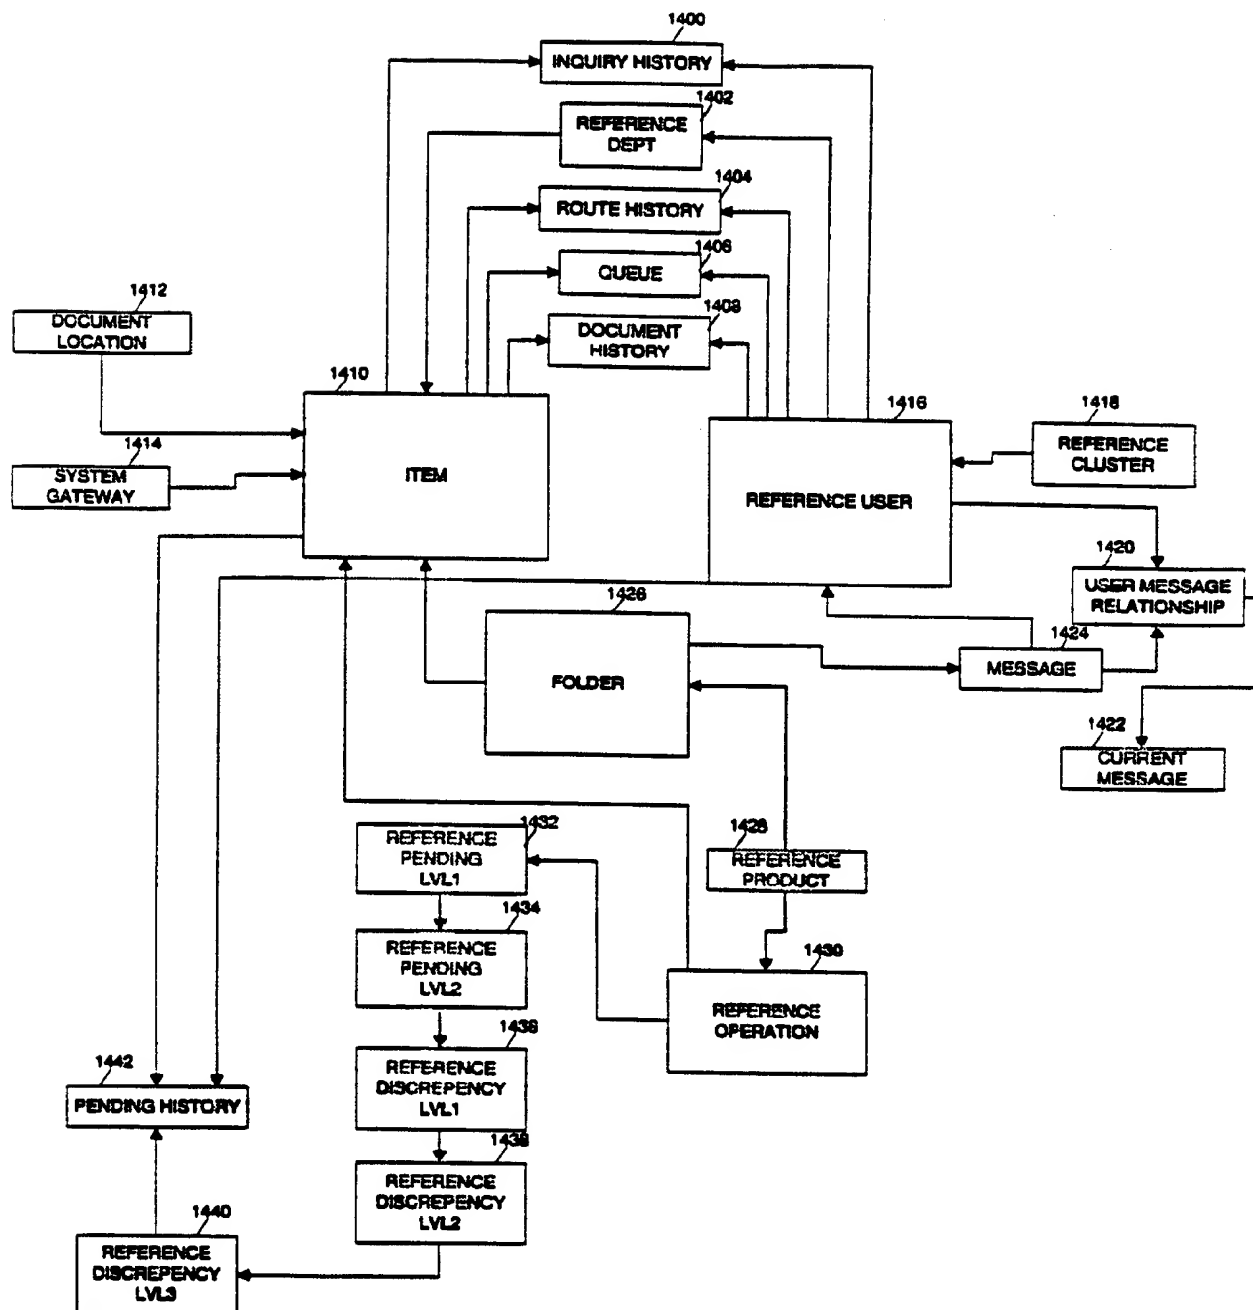 1400
INQUIRY HISTORY
1402
REFERENCE
DEPT
1404
ROUTE HISTORY
1406
QUEUE
1408
DOCUMENT
HISTORY
1412
DOCUMENT
LOCATION
1410
ITEM
1414
SYSTEM
GATEWAY
1416
REFERENCE USER
1418
REFERENCE
CLUSTER
1420
USER MESSAGE
RELATIONSHIP
1426
FOLDER
1424
MESSAGE
1422
CURRENT
MESSAGE
1432
REFERENCE
PENDING
LVL1
1428
REFERENCE
PRODUCT
1434
REFERENCE
PENDING
LVL2
1430
REFERENCE
OPERATION
1436
REFERENCE
DISCREPENCY
LVL1
1442
PENDING HISTORY
1438
REFERENCE
DISCREPENCY
LVL2
1440
REFERENCE
DISCREPENCY
LVL3